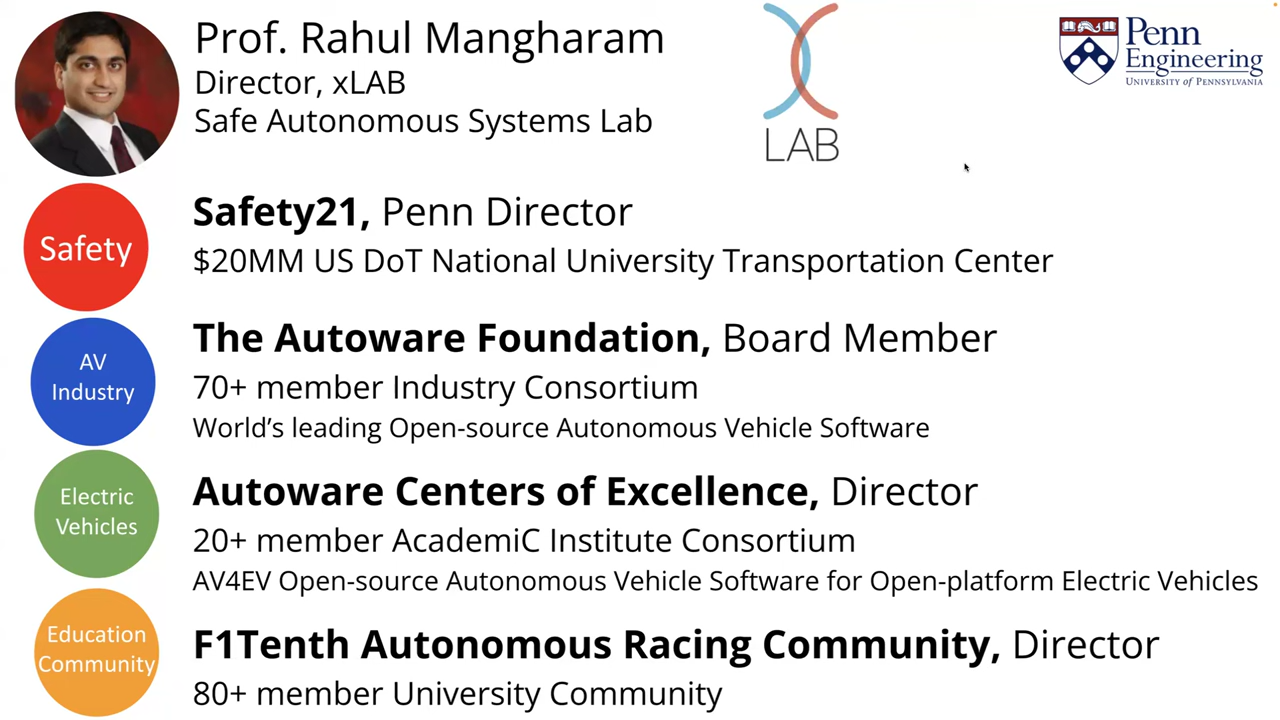 Prof. Rahul Mangharam
Director, xLAB
Safe Autonomous Systems Lab
LAB
Penn
Engineering
UNIVERSITY OF PENNSYLVANIA
Safety
Safety21, Penn Director
$20MM US DoT National University Transportation Center
AV
Industry
The Autoware Foundation, Board Member
70+ member Industry Consortium
World’s leading Open-source Autonomous Vehicle Software
Electric
Vehicles
Autoware Centers of Excellence, Director
20+ member AcademiC Institute Consortium
AV4EV Open-source Autonomous Vehicle Software for Open-platform Electric Vehicles
Education
Community
F1Tenth Autonomous Racing Community, Director
80+ member University Community